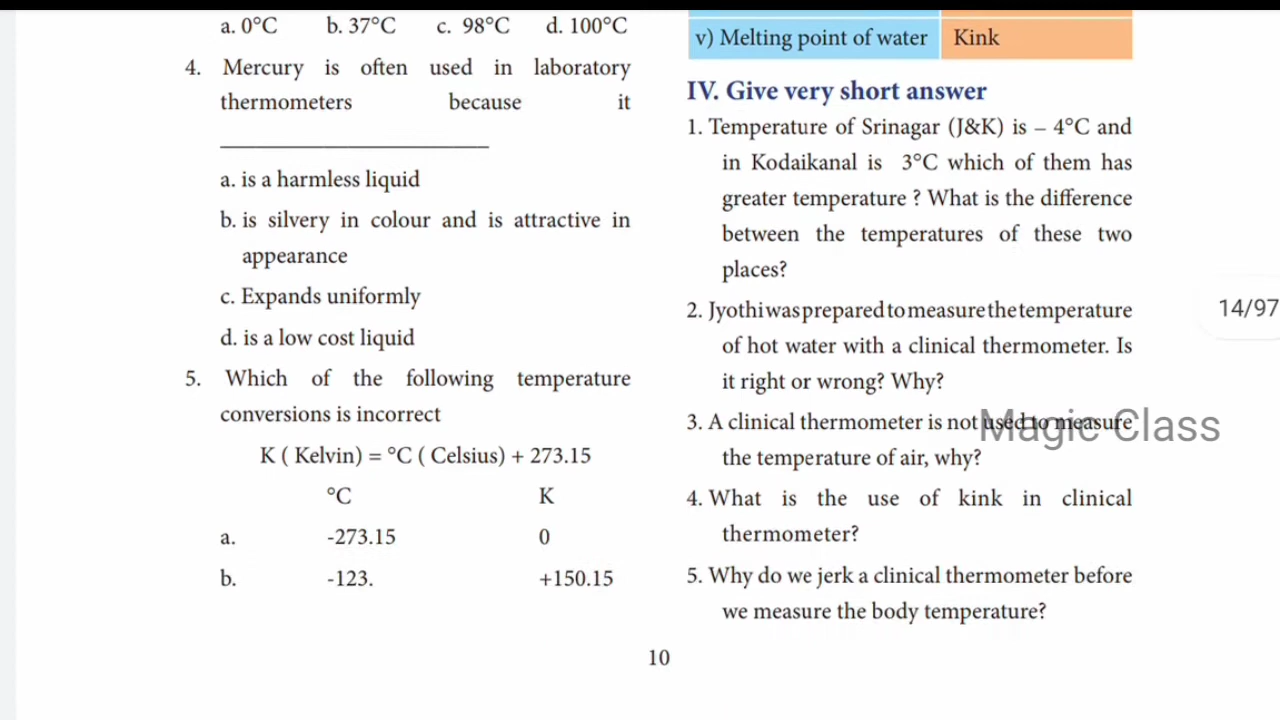 a. 0°C b. 37°C c. 98°C d. 100°C
4. Mercury is often used in laboratory
thermometers because it
______________________
a. is a harmless liquid
b. is silvery in colour and is attractive in
appearance
c. Expands uniformly
d. is a low cost liquid
5. Which of the following temperature
conversions is incorrect
K ( Kelvin) = °C ( Celsius) + 273.15
°C K
a. -273.15 0
b. -123. +150.15
v) Melting point of water Kink
IV. Give very short answer
1. Temperature of Srinagar (J&K) is – 4°C and
in Kodaikanal is 3°C which of them has
greater temperature ? What is the difference
between the temperatures of these two
places?
2. Jyothi was prepared to measure the temperature
of hot water with a clinical thermometer. Is
it right or wrong? Why?
3. A clinical thermometer is not used to measure
the temperature of air, why?
4. What is the use of kink in clinical
thermometer?
5. Why do we jerk a clinical thermometer before
we measure the body temperature?
10
14/97
Magic Class